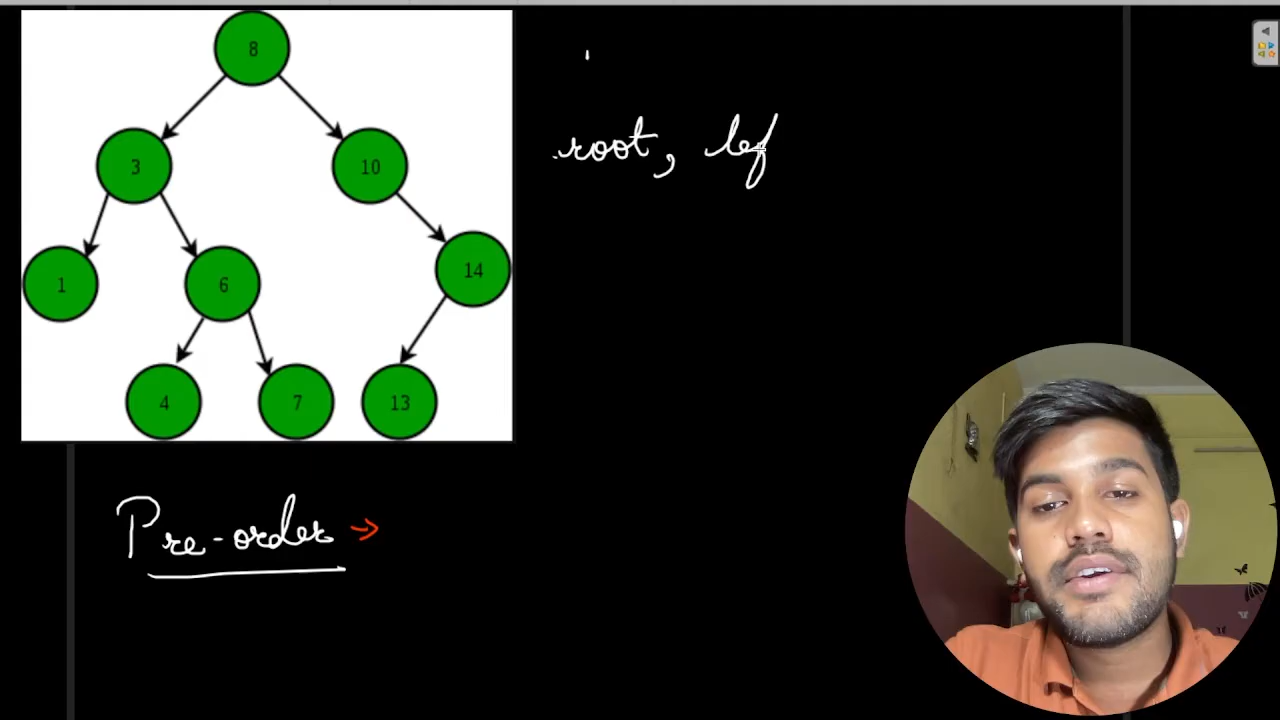 8
root, lef
3 10
1 6 14
4 7 13
Pre-order →